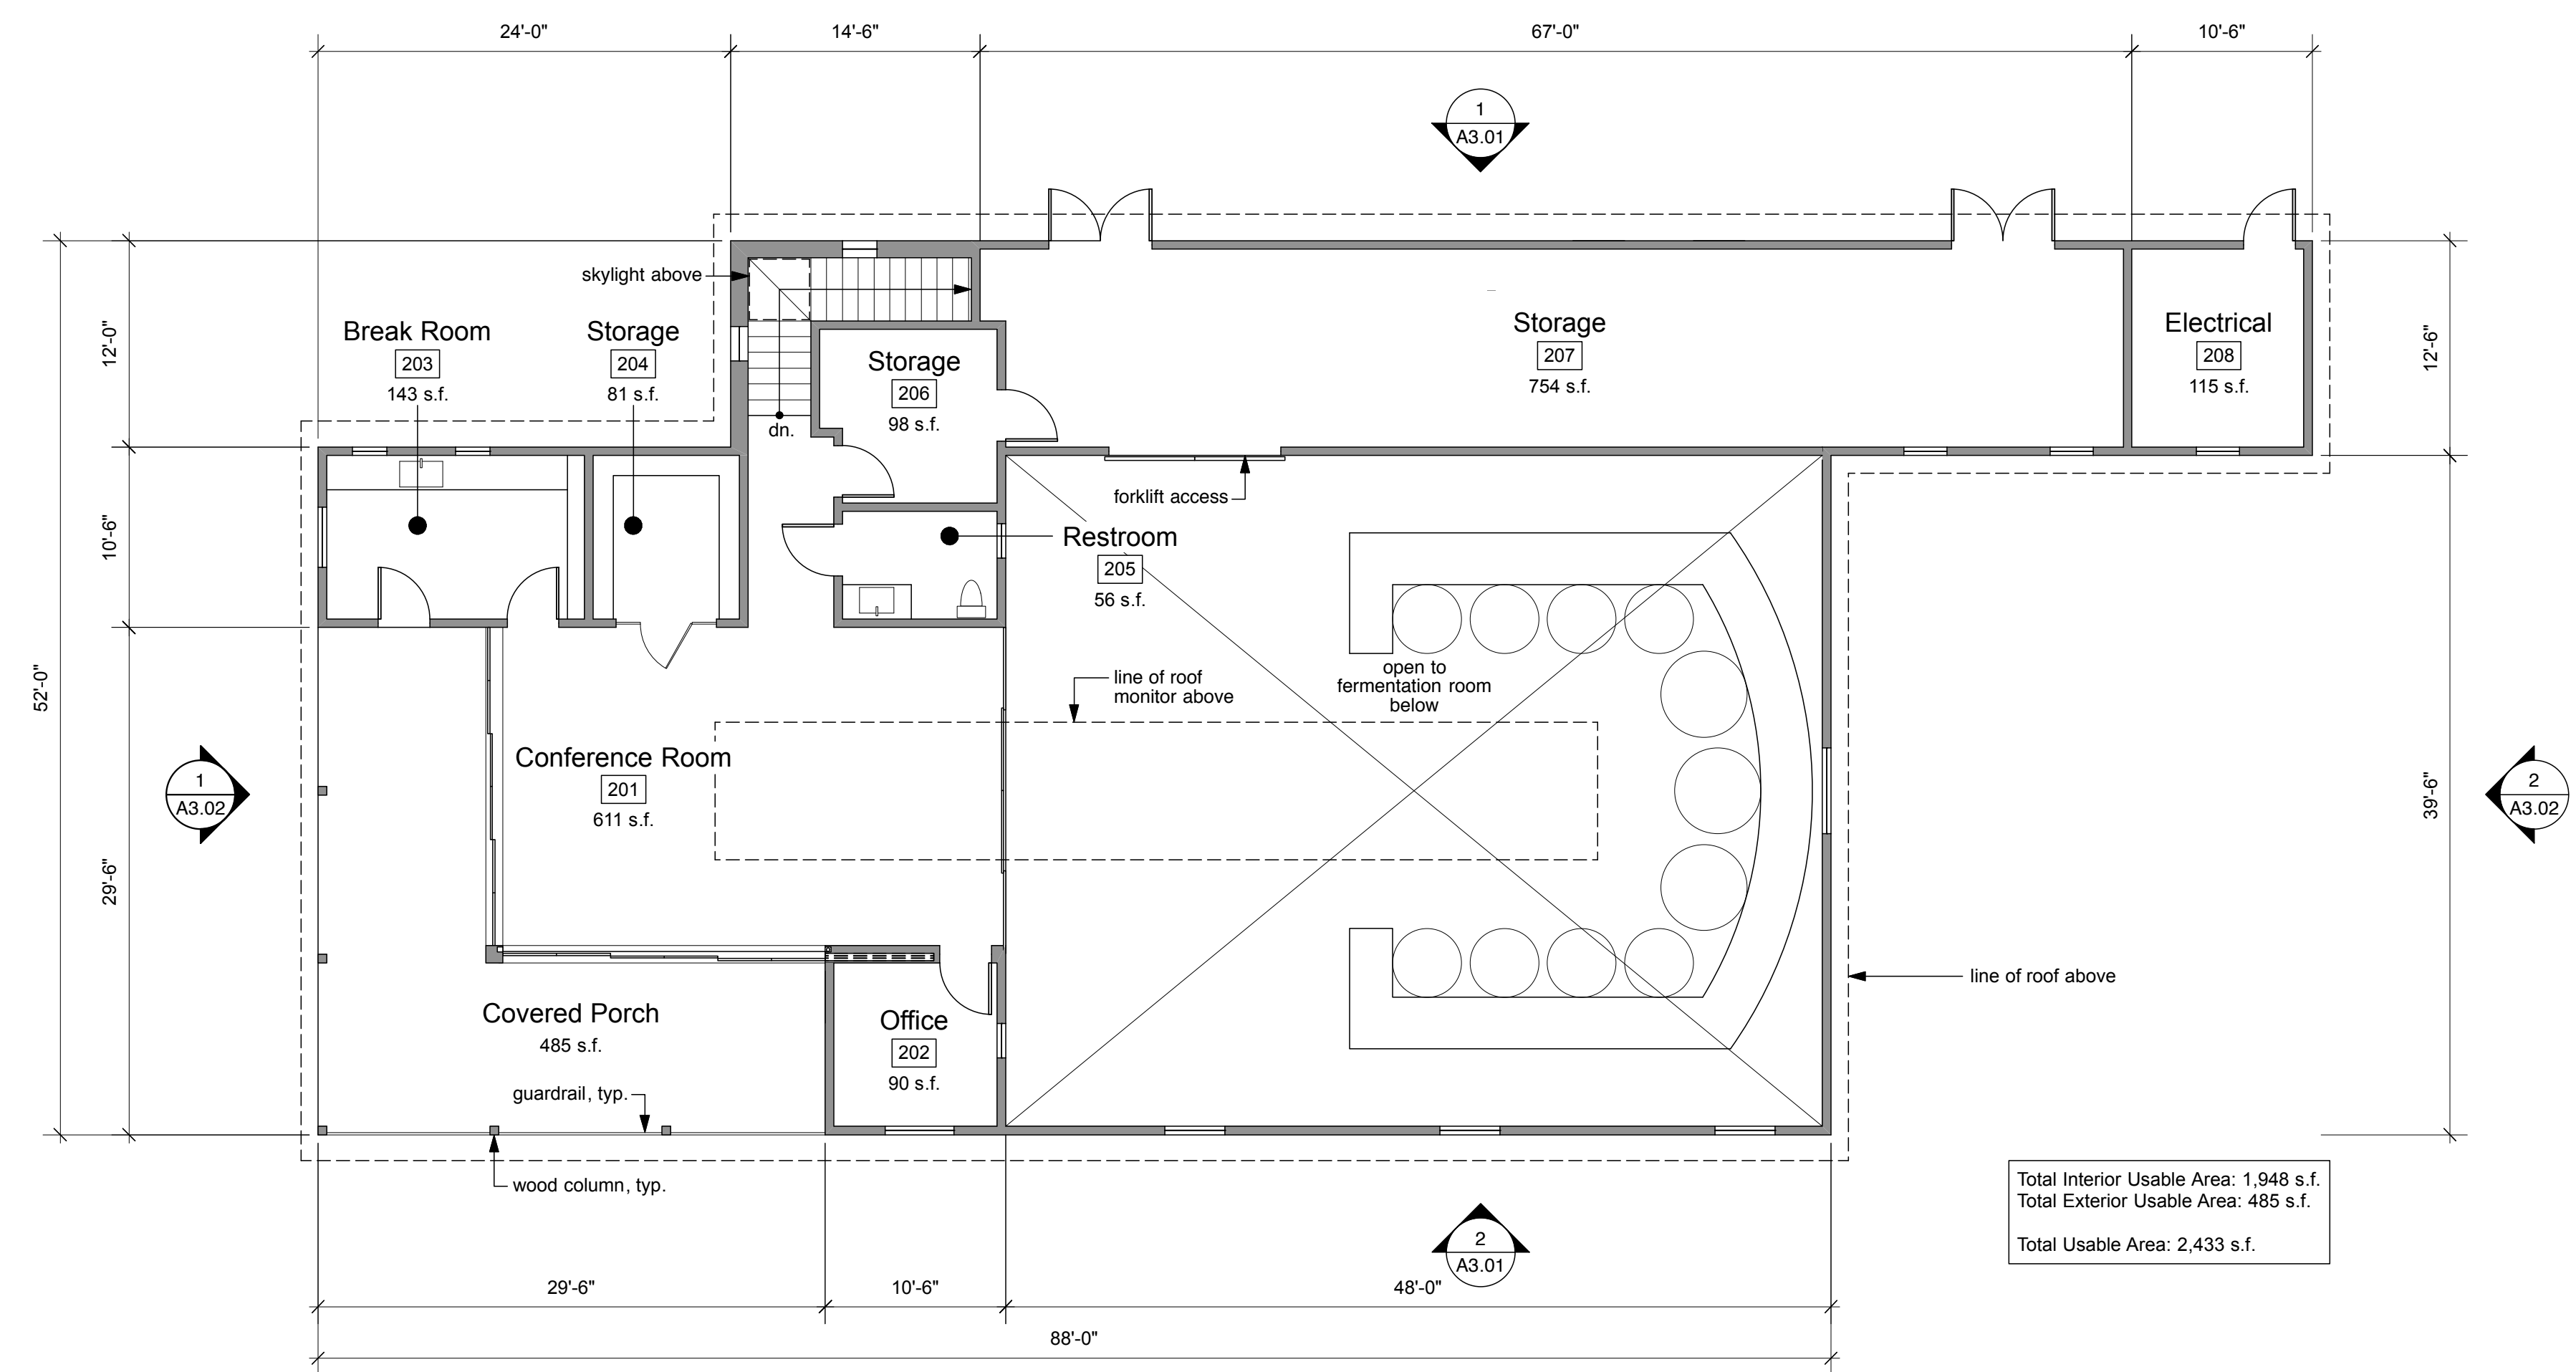 24'-0"
14'-6"
67'-0"
10'-6"
1
A3.01
skylight above
Break Room
203
143 s.f.
Storage
204
81 s.f.
Storage
206
98 s.f.
dn.
Storage
207
754 s.f.
Electrical
208
115 s.f.
12'-0"
12'-6"
forklift access
10'-6"
Restroom
205
56 s.f.
52'-0"
line of roof
monitor above
open to
fermentation room
below
Conference Room
201
611 s.f.
1
A3.02
2
A3.02
39'-6"
29'-6"
line of roof above
Covered Porch
485 s.f.
Office
202
90 s.f.
guardrail, typ.
wood column, typ.
Total Interior Usable Area: 1,948 s.f.
Total Exterior Usable Area: 485 s.f.
Total Usable Area: 2,433 s.f.
2
A3.01
29'-6"
10'-6"
48'-0"
88'-0"